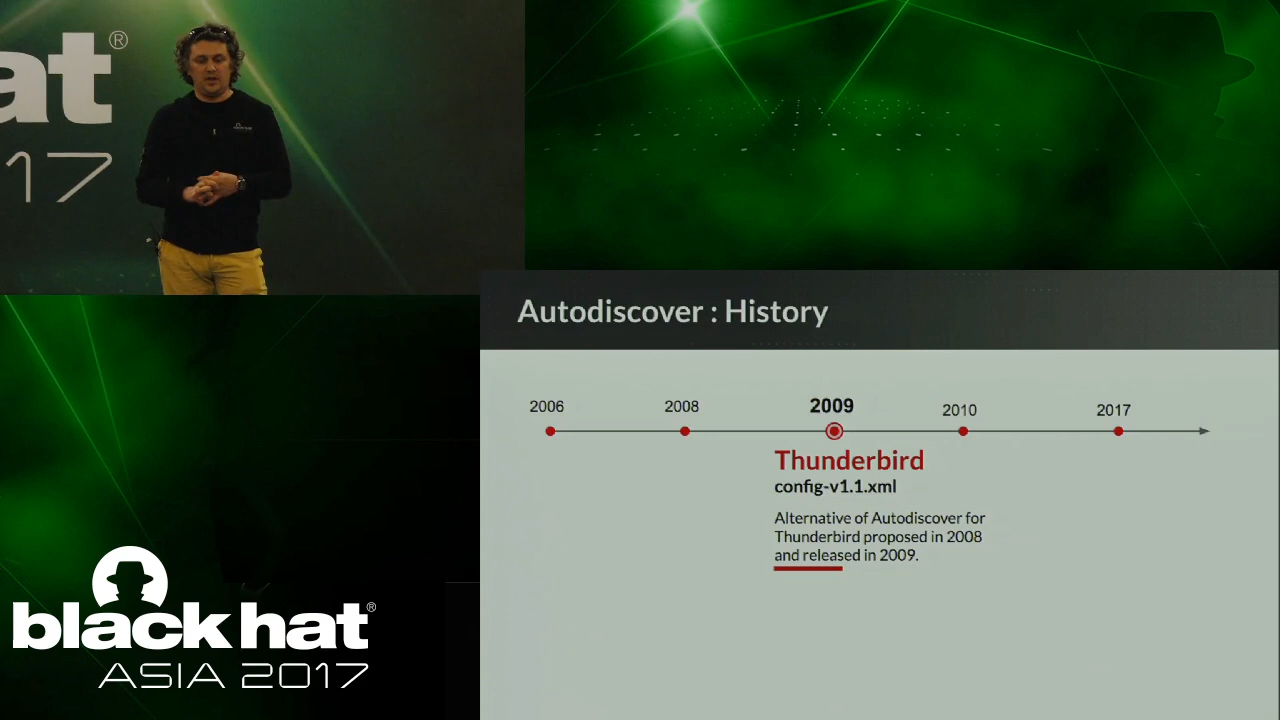 at®
17
Autodiscover : History
2006 2008 2009 2010 2017
Thunderbird
config-v1.1.xml
Alternative of Autodiscover for
Thunderbird proposed in 2008
and released in 2009.
black hat®
ASIA 2017